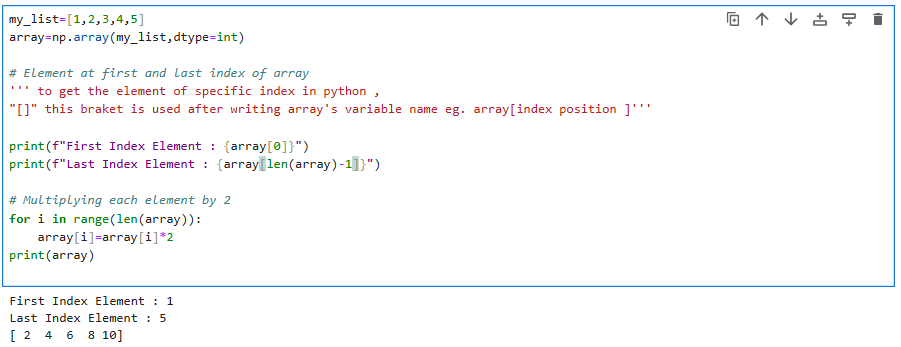 my_list=[1,2,3,4,5]
array=np.array(my_list,dtype=int)
# Element at first and last index of array
''' to get the element of specific index in python ,
"[]" this braket is used after writing array's variable name eg. array[index position ]'''
print(f"First Index Element : {array[0]}")
print(f"Last Index Element : {array[len(array)-1]}")
# Multiplying each element by 2
for i in range(len(array)):
    array[i]=array[i]*2
print(array)
First Index Element : 1
Last Index Element : 5
[ 2  4  6  8 10]